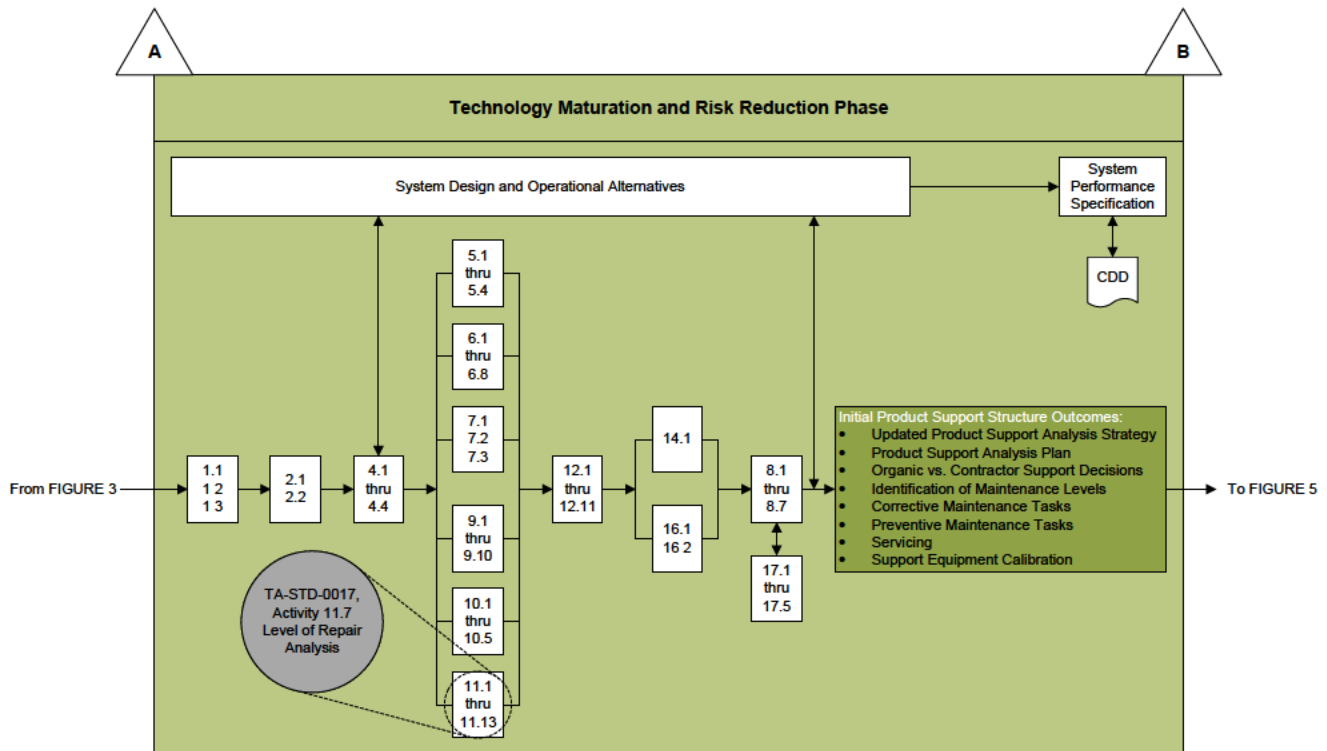 A
B
Technology Maturation and Risk Reduction Phase
System Design and Operational Alternatives
System
Performance
Specification
CDD
5.1
thru
5.4
6.1
thru
6.8
7.1
7.2
7.3
9.1
thru
9.10
10.1
thru
10.5
11.1
thru
11.13
From FIGURE 3
1.1
1 2
1 3
2.1
2.2
4.1
thru
4.4
12.1
thru
12.11
14.1
16.1
16 2
8.1
thru
8.7
17.1
thru
17.5
Initial Product Support Structure Outcomes:
• Updated Product Support Analysis Strategy
• Product Support Analysis Plan
• Organic vs. Contractor Support Decisions
• Identification of Maintenance Levels
• Corrective Maintenance Tasks
• Preventive Maintenance Tasks
• Servicing
• Support Equipment Calibration
To FIGURE 5
TA-STD-0017,
Activity 11.7
Level of Repair
Analysis